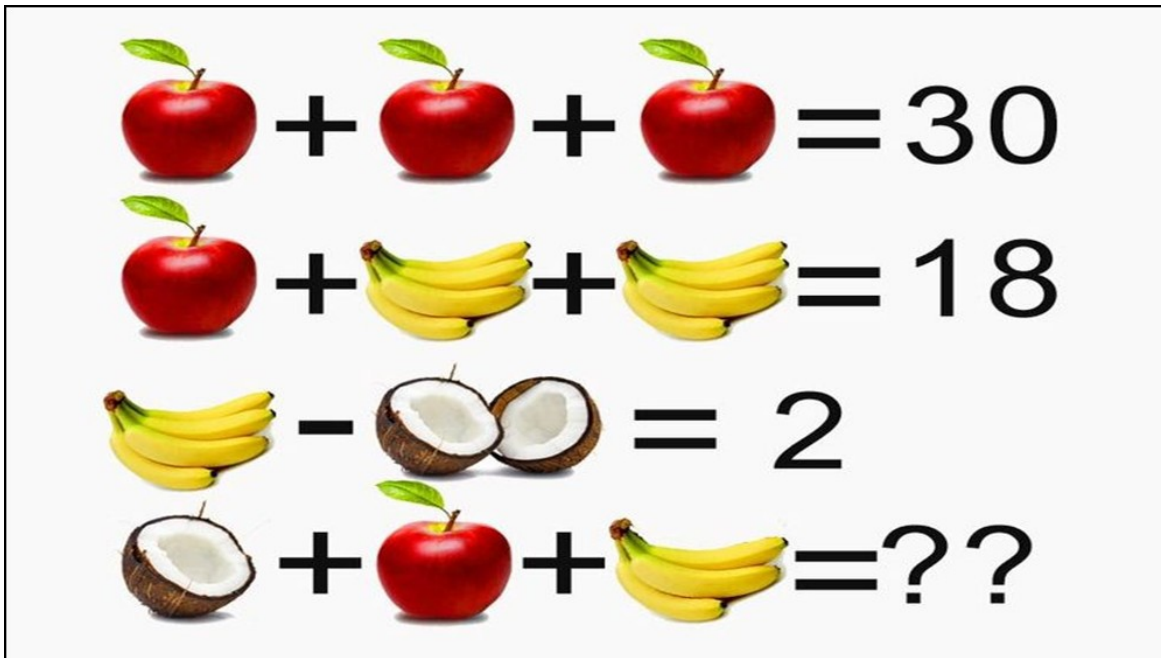 + + = 30
+ + = 18
- = 2
+ + =??